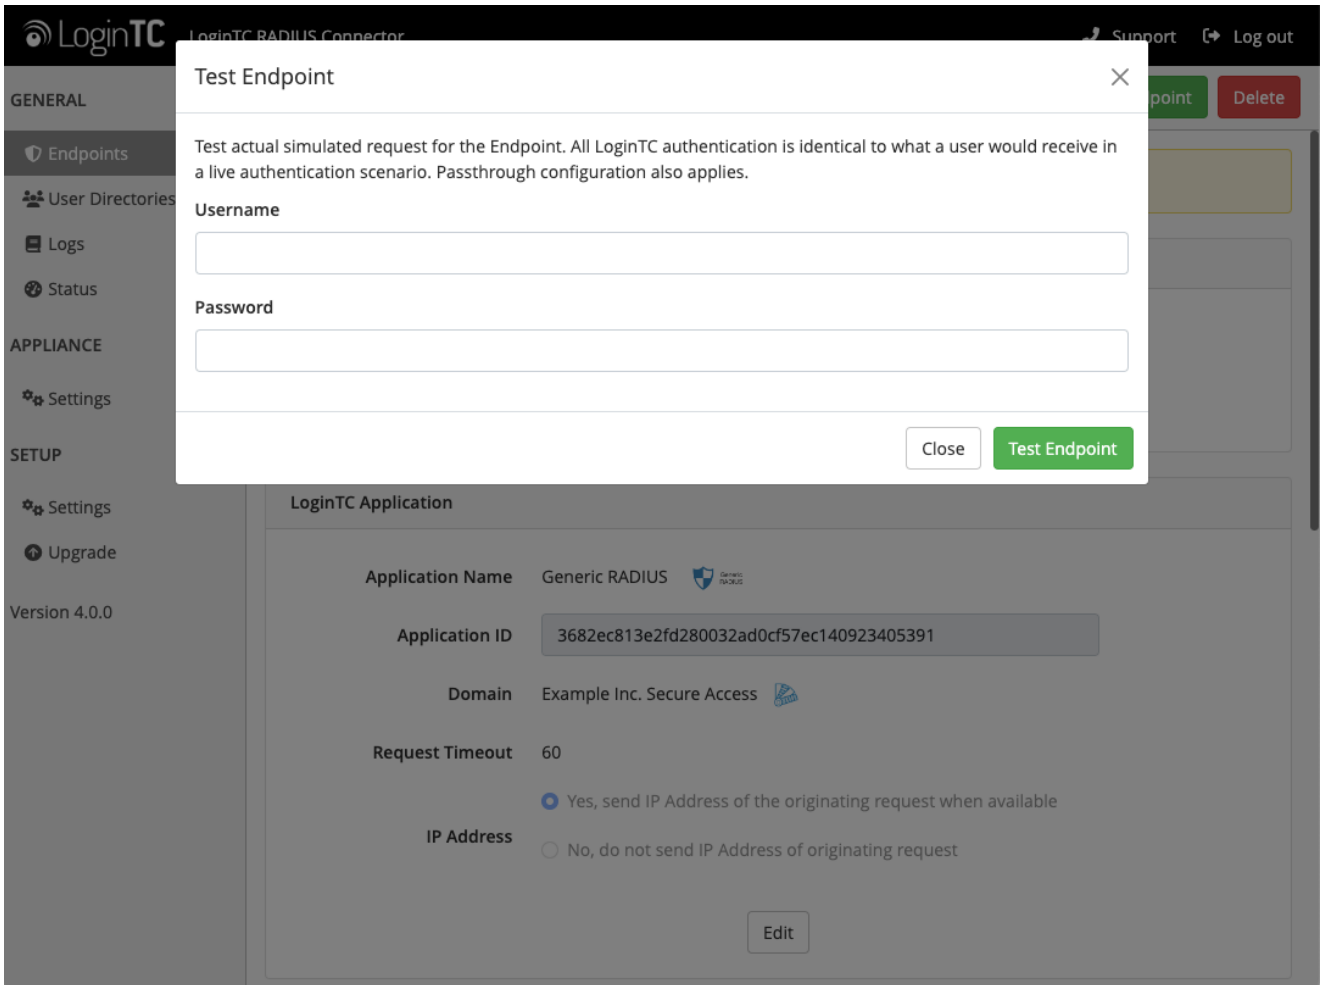 LoginTC LoginTC RADIUS Connector Support Log out
Test Endpoint
GENERAL
point Delete
Endpoints
Test actual simulated request for the Endpoint. All LoginTC authentication is identical to what a user would receive in
a live authentication scenario. Passthrough configuration also applies.
User Directories
Username
Logs
Status
Password
APPLIANCE
Settings
Close Test Endpoint
SETUP
LoginTC Application
Settings
Upgrade
Application Name Generic RADIUS Generic
RADIUS
Version 4.0.0
Application ID 3682ec813e2fd280032ad0cf57ec140923405391
Domain Example Inc. Secure Access
Request Timeout 60
Yes, send IP Address of the originating request when available
IP Address
No, do not send IP Address of originating request
Edit